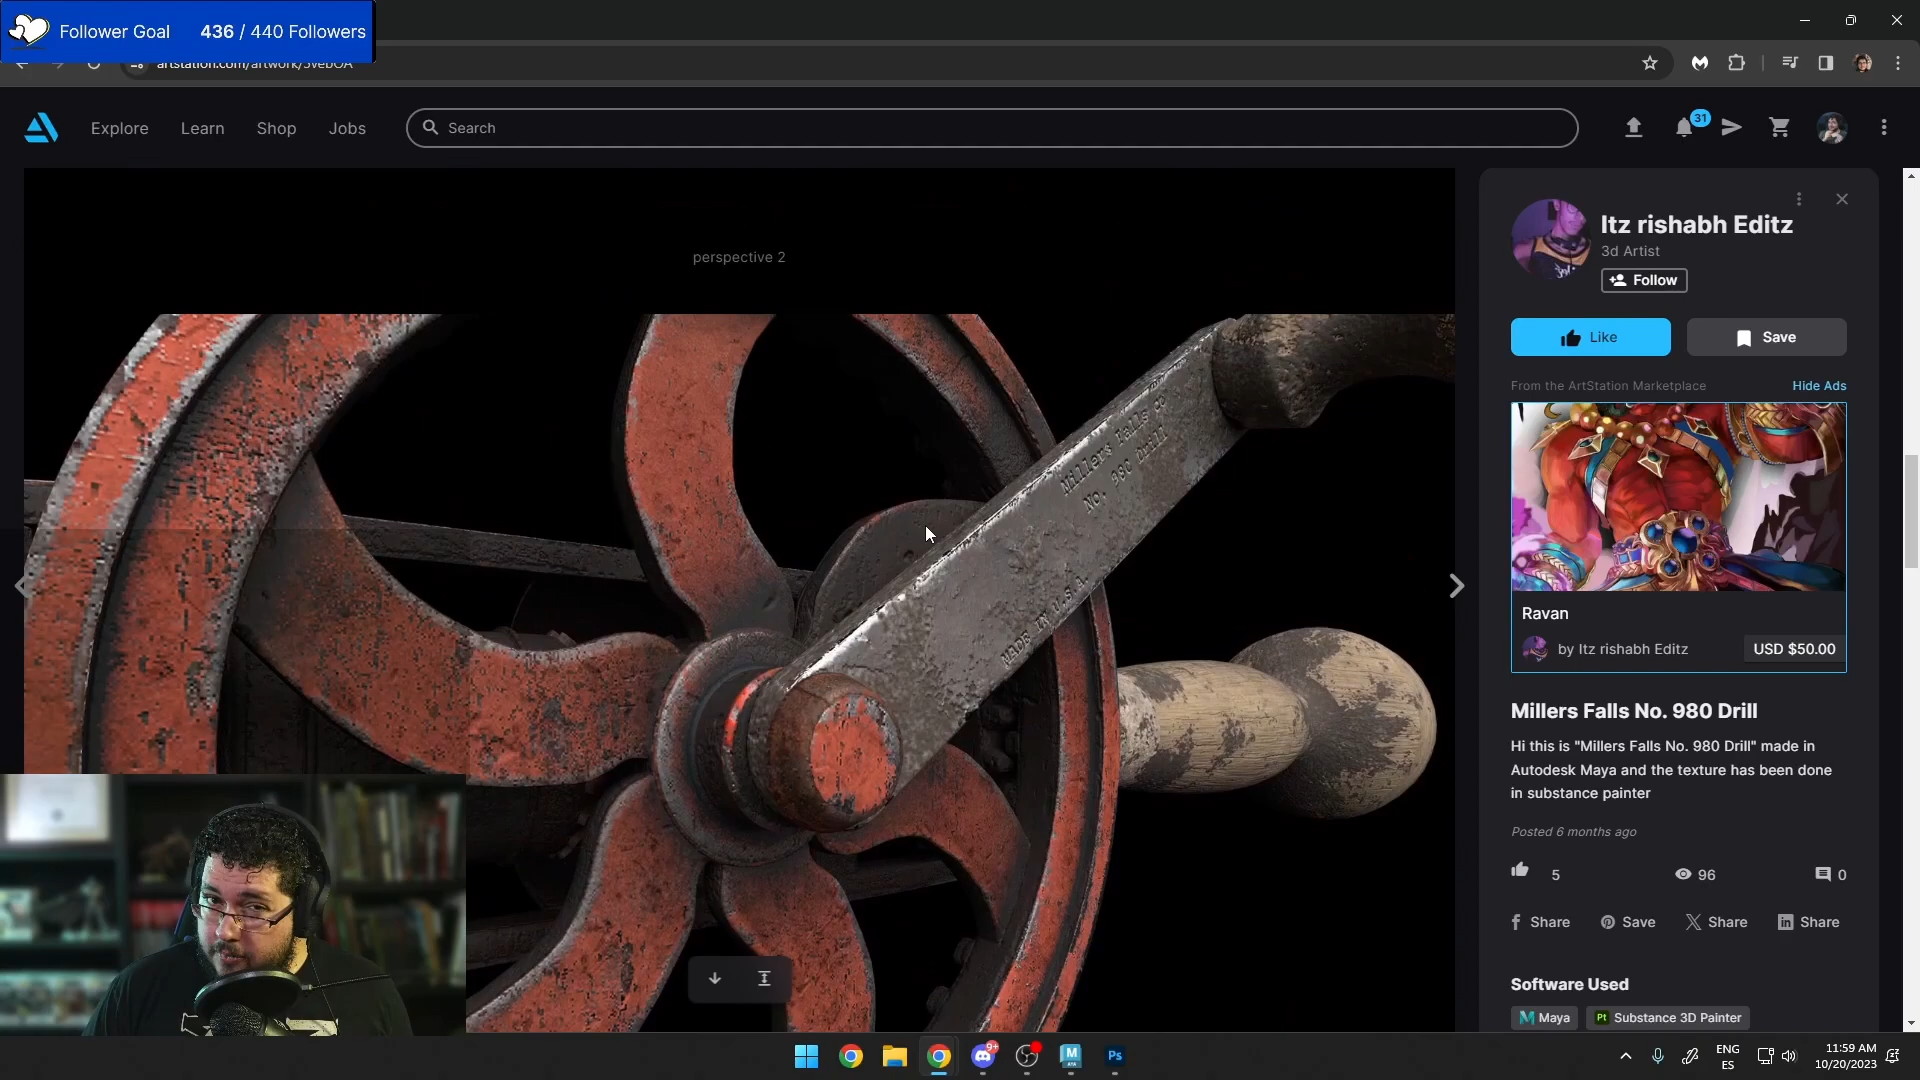 Follower Goal 436 / 440 Followers
artstation.com/artwork/5vebOA
Explore Learn Shop Jobs Search 31
perspective 2
Itz rishabh Editz
3d Artist
Follow
Like Save
From the ArtStation Marketplace Hide Ads
Ravan
by Itz rishabh Editz USD $50.00
Millers falls co
No. 980 Drill
MADE IN U.S.A.
Millers Falls No. 980 Drill
Hi this is "Millers Falls No. 980 Drill" made in
Autodesk Maya and the texture has been done
in substance painter
Posted 6 months ago
5 96 0
Share Save Share Share
Software Used
M Maya Pt Substance 3D Painter
9+ M Ps
ENG
ES
11:59 AM
10/20/2023